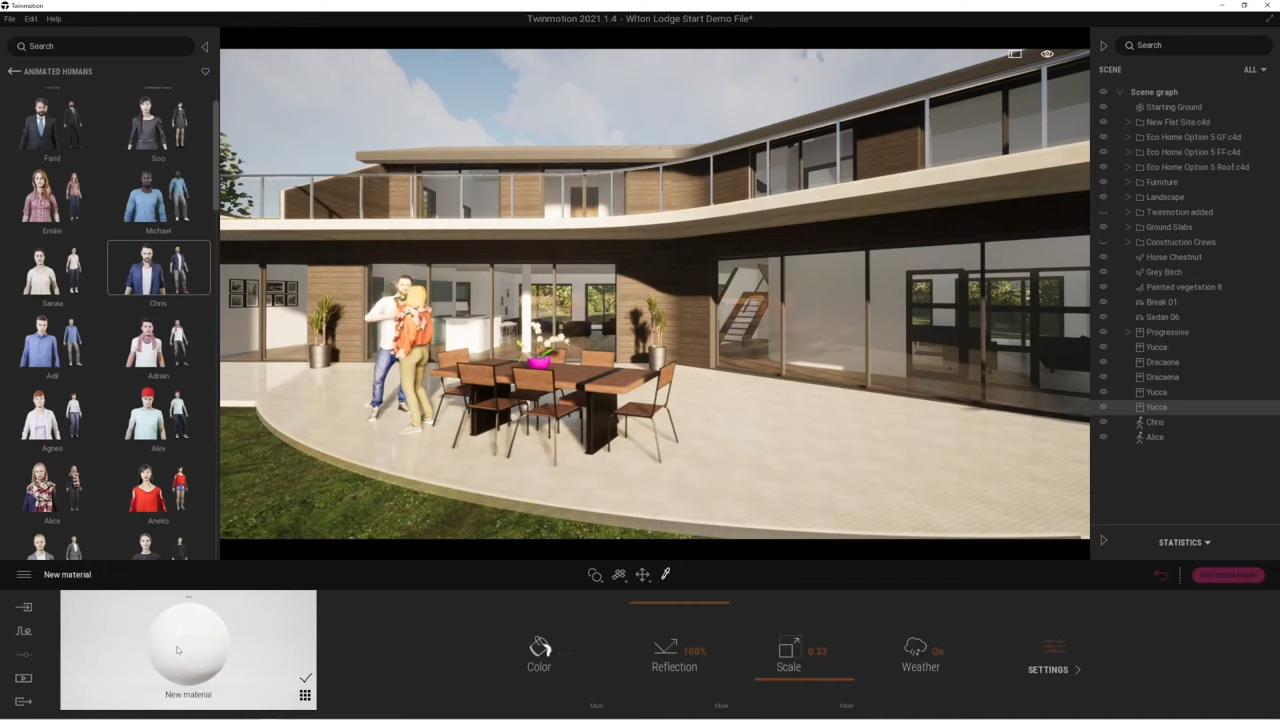 Twinmotion
File Edit Help
Twinmotion 2021.1.4 - Wlton Lodge Start Demo File*
Search
ANIMATED HUMANS
Farid Soo
Emilie Michael
Sanaa Chris
Adil Adrian
Agnes Alex
Alice Aneko
Search
SCENE ALL
Scene graph
Starting Ground
New Flat Site.c4d
Eco Home Option 5 GF.c4d
Eco Home Option 5 FF.c4d
Eco Home Option 5 Roof.c4d
Furniture
Landscape
Twinmotion added
Ground Slabs
Construction Crews
Horse Chestnut
Grey Birch
Painted vegetation 8
Break 01
Sedan 06
Progressive
Yucca
Dracaena
Dracaena
Yucca
Yucca
Chris
Alice
STATISTICS
New material
...
New material
Color ...
Reflection 100%
Scale 0.33
Weather On
SETTINGS
More More More